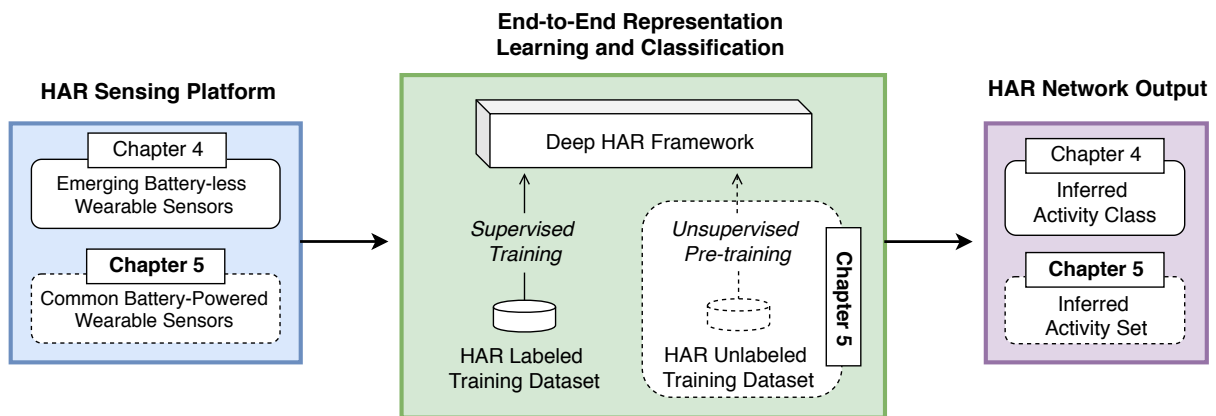 HAR Sensing Platform
Chapter 4
Emerging Battery-less
Wearable Sensors
Chapter 5
Common Battery-Powered
Wearable Sensors
End-to-End Representation
Learning and Classification
Deep HAR Framework
Supervised
Training
HAR Labeled
Training Dataset
Unsupervised
Pre-training
HAR Unlabeled
Training Dataset
Chapter 5
HAR Network Output
Chapter 4
Inferred
Activity Class
Chapter 5
Inferred
Activity Set